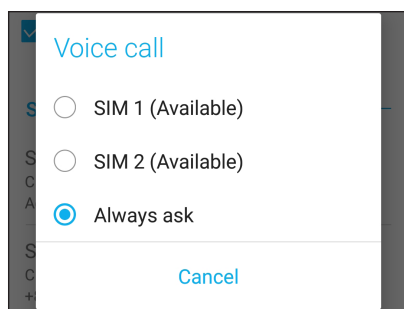 Voice call
SIM 1 (Available)
SIM 2 (Available)
Always ask
Cancel